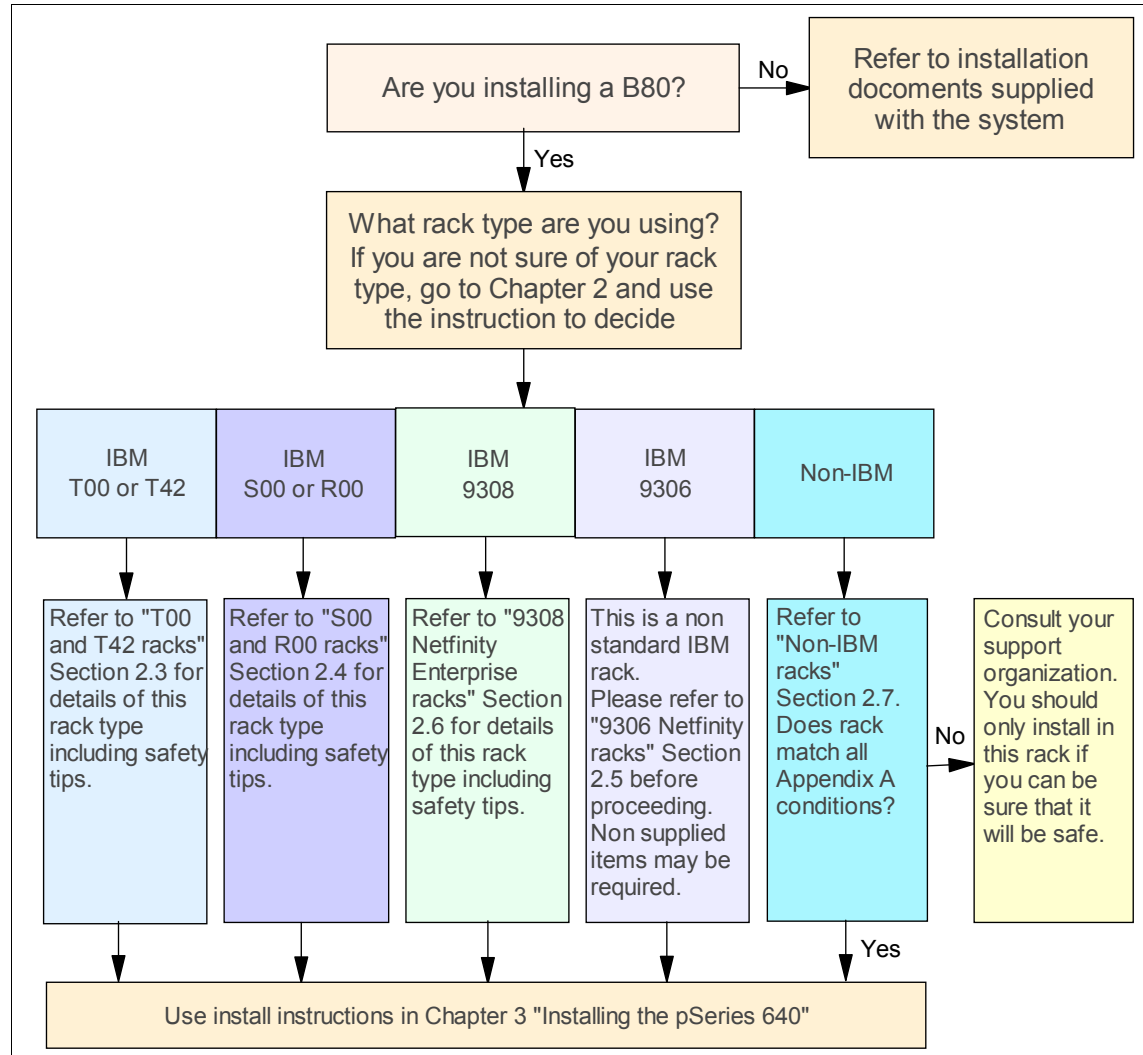 Are you installing a B80?
No
Refer to installation
docoments supplied
with the system
Yes
What rack type are you using?
If you are not sure of your rack
type, go to Chapter 2 and use
the instruction to decide
IBM
T00 or T42
IBM
S00 or R00
IBM
9308
IBM
9306
Non-IBM
Refer to "T00
and T42 racks"
Section 2.3 for
details of this
rack type
including safety
tips.
Refer to "S00
and R00 racks"
Section 2.4 for
details of this
rack type
including safety
tips.
Refer to "9308
Netfinity
Enterprise
racks" Section
2.6 for details
of this rack
type including
safety tips.
This is a non
standard IBM
rack.
Please refer to
"9306 Netfinity
racks" Section
2.5 before
proceeding.
Non supplied
items may be
required.
Refer to
"Non-IBM
racks"
Section 2.7.
Does rack
match all
Appendix A
conditions?
No
Consult your
support
organization.
You should
only install in
this rack if
you can be
sure that it
will be safe.
Yes
Use install instructions in Chapter 3 "Installing the pSeries 640"